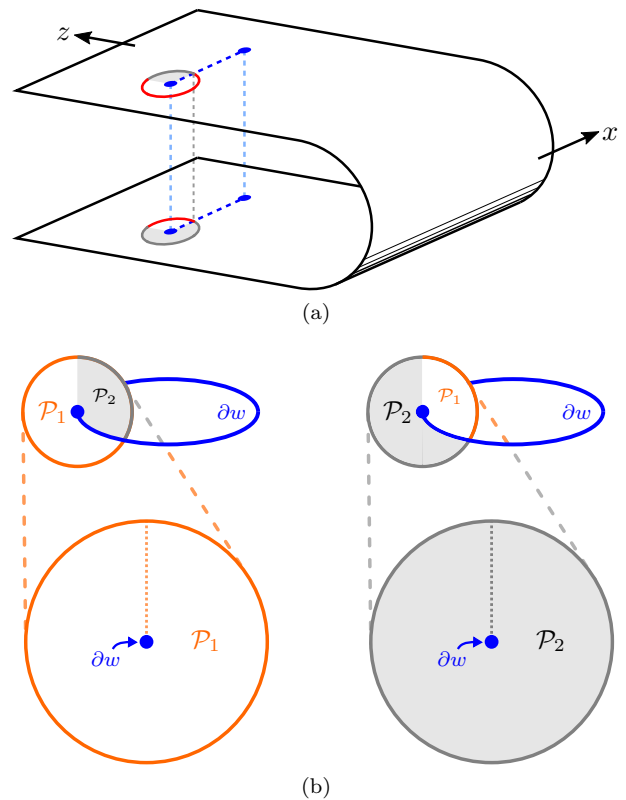 z
x
(a)
𝒫₁ 𝒫₂ ∂w
𝒫₂ 𝒫₁ ∂w
∂w 𝒫₁
∂w 𝒫₂
(b)